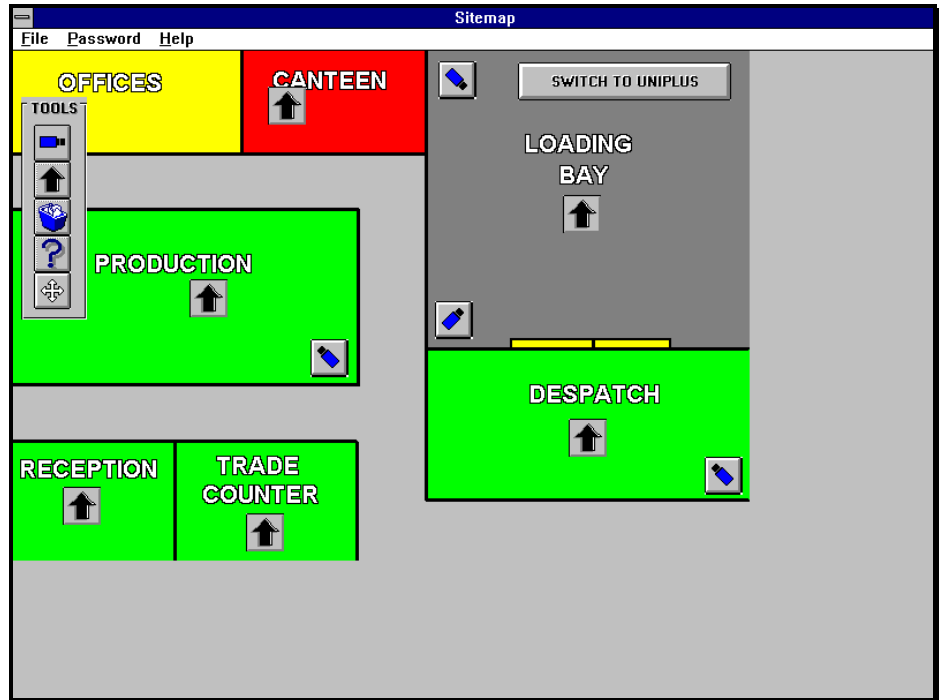 Sitemap
File Password Help
OFFICES
CANTEEN
SWITCH TO UNIPLUS
TOOLS
LOADING
BAY
PRODUCTION
DESPATCH
RECEPTION
TRADE
COUNTER